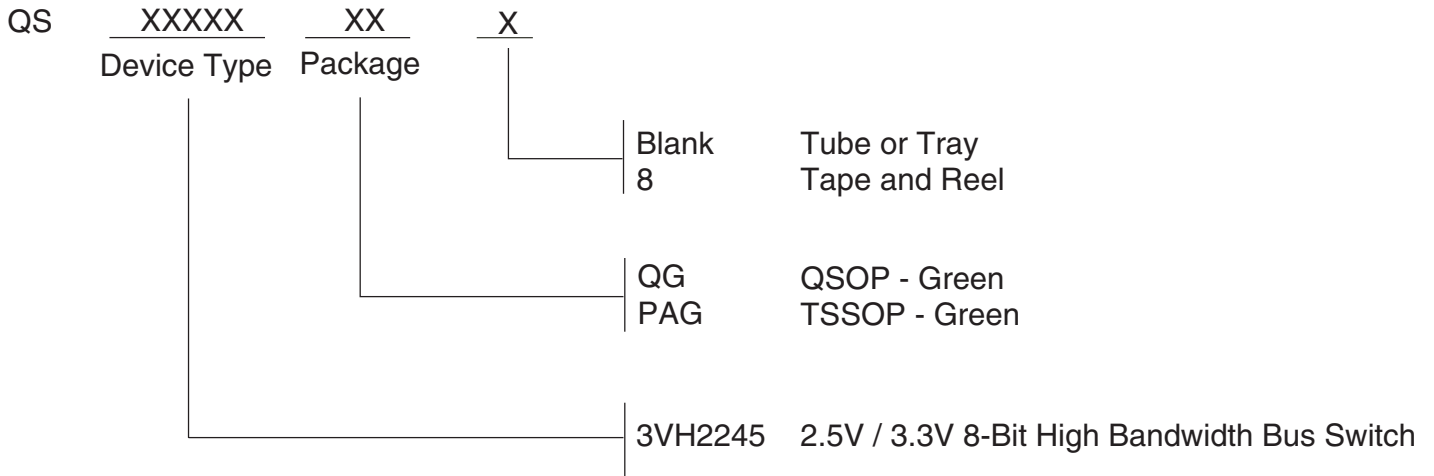 QS XXXXX XX X
Device Type Package
Blank Tube or Tray
8 Tape and Reel
QG QSOP - Green
PAG TSSOP - Green
3VH2245 2.5V / 3.3V 8-Bit High Bandwidth Bus Switch